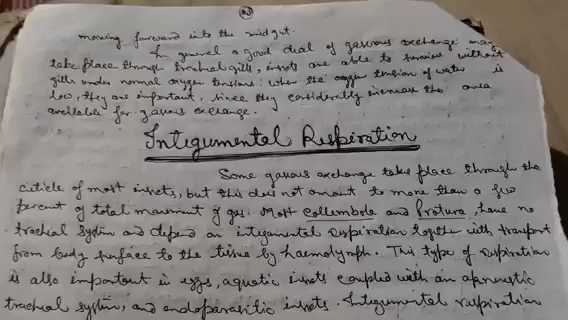 moving forward into the midgut.
In general a good deal of gaseous exchange may
take place through tracheal gills, insets are able to survive without
gills under normal oxygen tensions. when the oxygen tension of water is
low, they are important, since they considerably increase the area
available for gaseous exchange.
Integumental Respiration
Some gaseous exchange takes place through the
cuticle of most insects, but this does not amount to more than a few
percent of total movement of gas. Most Collembola and Protura, have no
tracheal system and depend on integumental respiration together with transport
from body surface to the tissue by haemolymph. This type of respiration
is also important in eggs, aquatic insets coupled with an apneustic
tracheal system, and endoparasitic insets. Integumental respiration